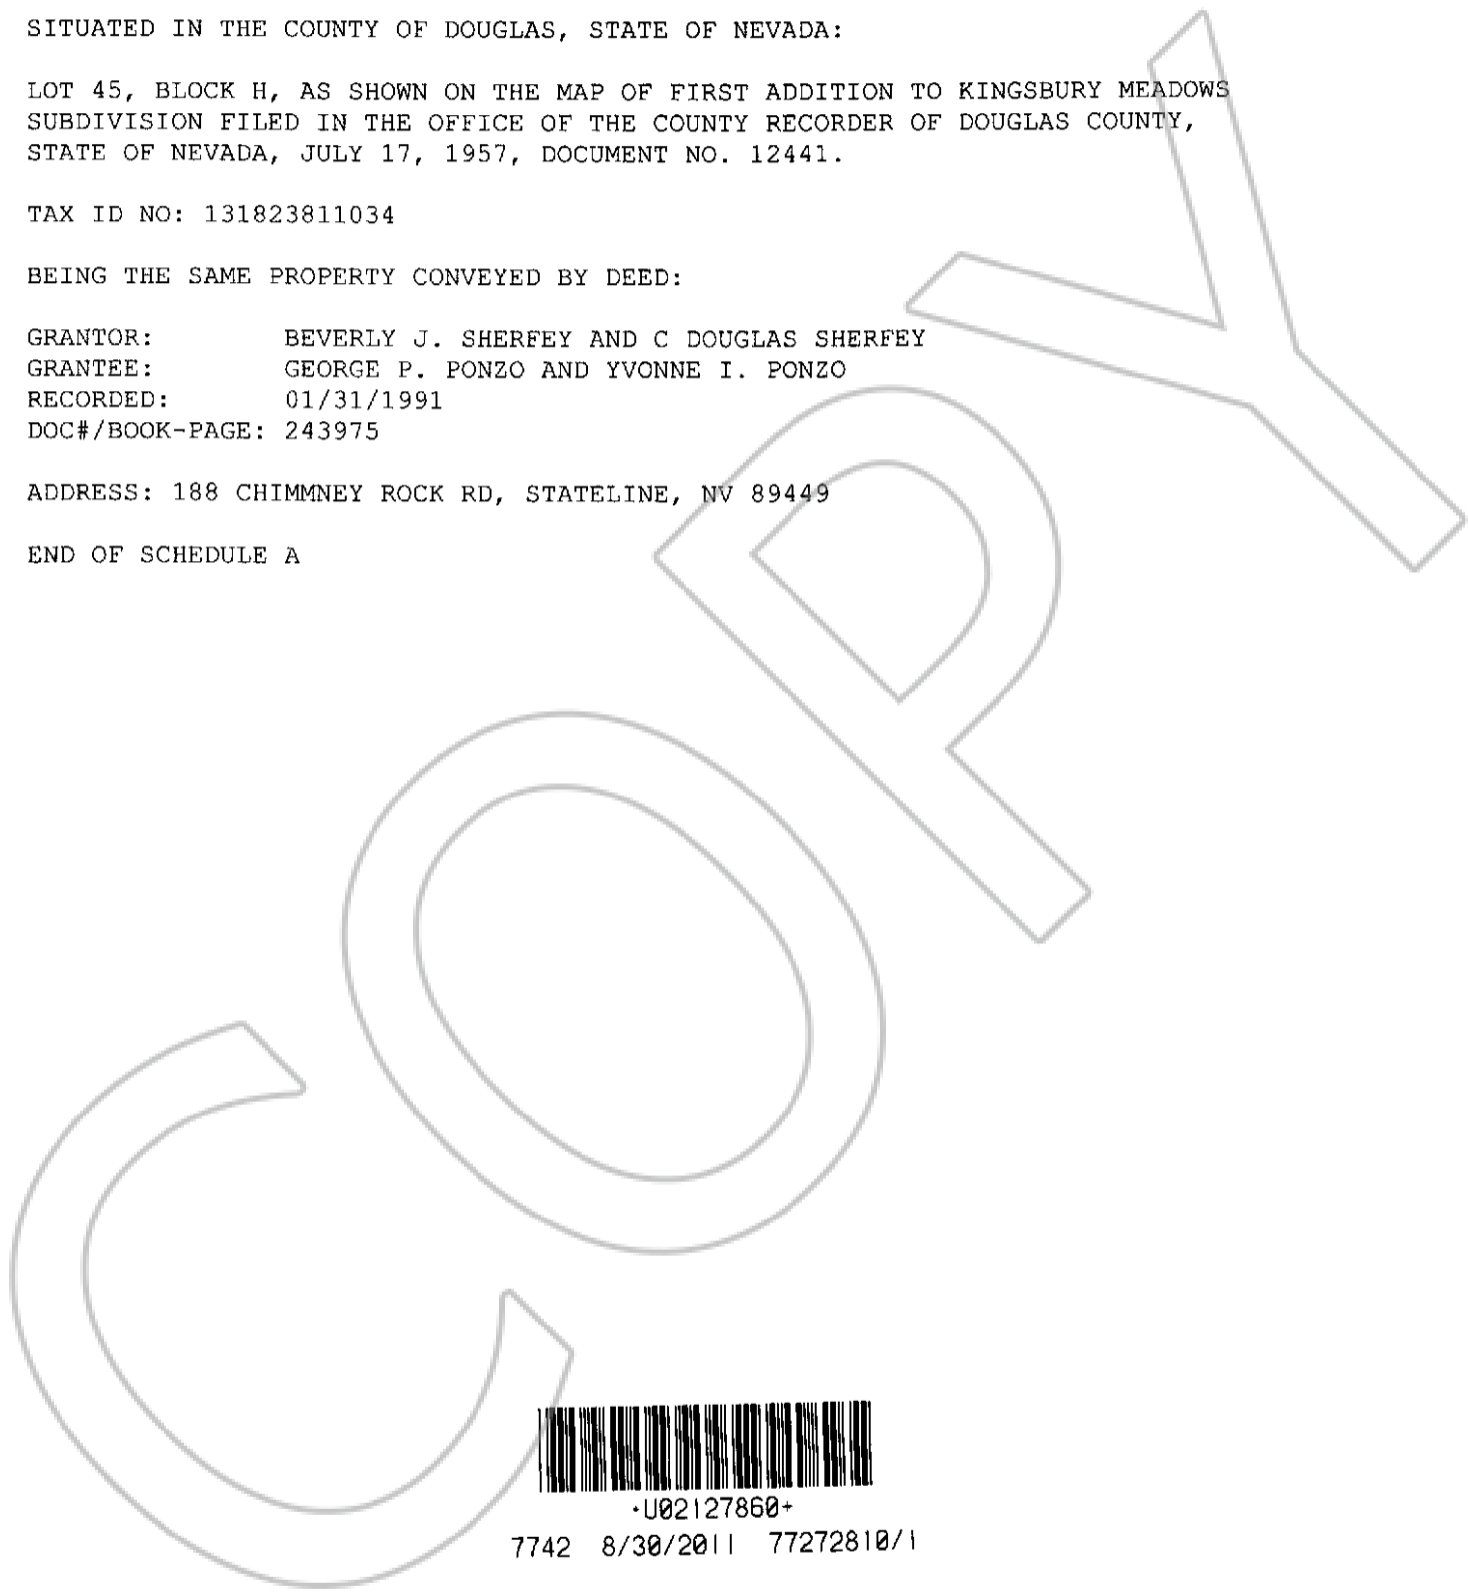 SITUATED IN THE COUNTY OF DOUGLAS, STATE OF NEVADA:
LOT 45, BLOCK H, AS SHOWN ON THE MAP OF FIRST ADDITION TO KINGSBURY MEADOWS
SUBDIVISION FILED IN THE OFFICE OF THE COUNTY RECORDER OF DOUGLAS COUNTY,
STATE OF NEVADA, JULY 17, 1957, DOCUMENT NO. 12441.
TAX ID NO: 131823811034
BEING THE SAME PROPERTY CONVEYED BY DEED:
GRANTOR: BEVERLY J. SHERFEY AND C DOUGLAS SHERFEY
GRANTEE: GEORGE P. PONZO AND YVONNE I. PONZO
RECORDED: 01/31/1991
DOC#/BOOK-PAGE: 243975
ADDRESS: 188 CHIMMNEY ROCK RD, STATELINE, NV 89449
END OF SCHEDULE A
COPY
·U02127860+
7742 8/30/2011 77272810/1